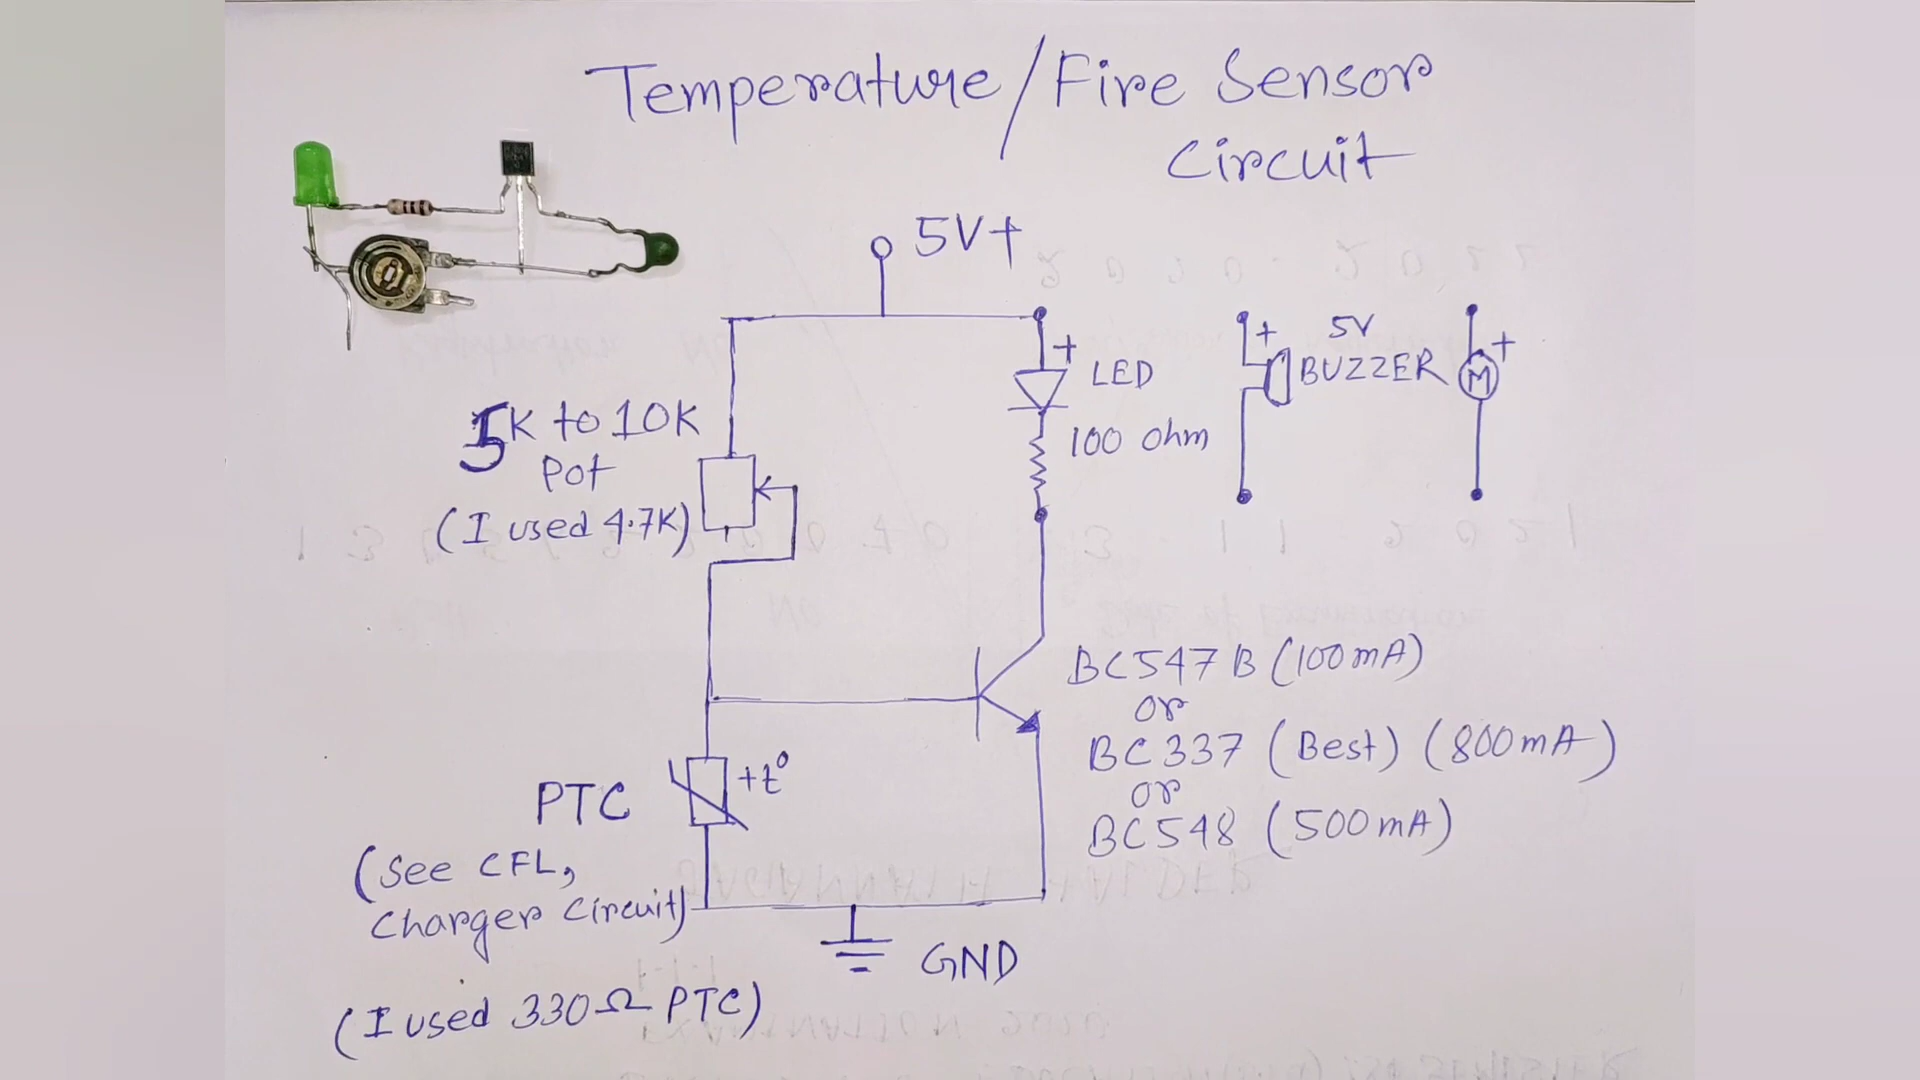 Temperature/Fire Sensor
Circuit
5V+
+
LED
100 ohm
+
5V
BUZZER
+
M
5K to 10K
Pot
(I used 4.7K)
BC547B (100mA)
or
BC337 (Best) (800mA)
or
BC548 (500mA)
PTC
+t°
(See CFL,
Charger Circuit)
GND
(I used 330Ω PTC)